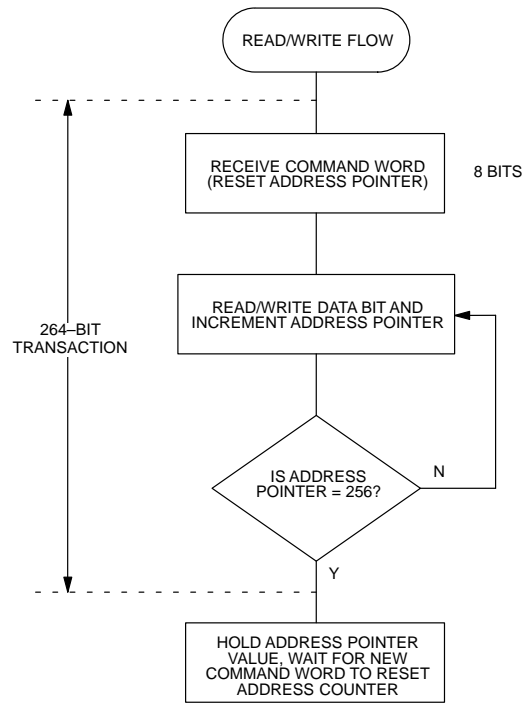 READ/WRITE FLOW
RECEIVE COMMAND WORD
(RESET ADDRESS POINTER)
8 BITS
READ/WRITE DATA BIT AND
INCREMENT ADDRESS POINTER
264–BIT
TRANSACTION
IS ADDRESS
POINTER = 256?
N
Y
HOLD ADDRESS POINTER
VALUE, WAIT FOR NEW
COMMAND WORD TO RESET
ADDRESS COUNTER